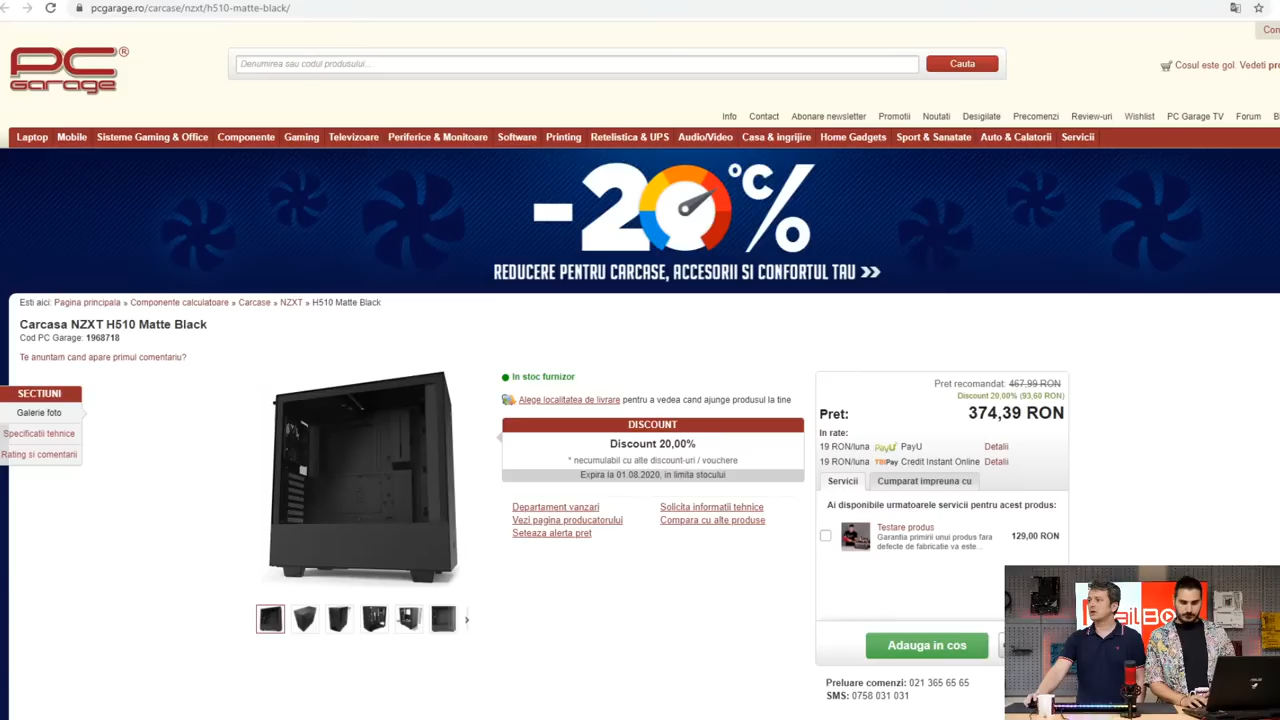 pcgarage.ro/carcase/nzxt/h510-matte-black/
PC
garage®
Denumirea sau codul produsului...
Cauta
Cosul este gol. Vedeti
Info Contact Abonare newsletter Promotii Noutati Desigilate Precomenzi Review-uri Wishlist PC Garage TV Forum
Laptop Mobile Sisteme Gaming & Office Componente Gaming Televizoare Periferice & Monitoare Software Printing Retelistica & UPS Audio/Video Casa & ingrijire Home Gadgets Sport & Sanatate Auto & Calatorii Servicii
-20°C/%
REDUCERE PENTRU CARCASE, ACCESORII SI CONFORTUL TAU >>
Esti aici: Pagina principala » Componente calculatoare » Carcase » NZXT » H510 Matte Black
Carcasa NZXT H510 Matte Black
Cod PC Garage: 1968718
Te anuntam cand apare primul comentariu?
SECTIUNI
Galerie foto
Specificatii tehnice
Rating si comentarii
In stoc furnizor
Alege localitatea de livrare pentru a vedea cand ajunge produsul la tine
DISCOUNT
Discount 20,00%
* necumulabil cu alte discount-uri / vouchere
Expira la 01.08.2020, in limita stocului
Departament vanzari
Solicita informatii tehnice
Vezi pagina producatorului
Compara cu alte produse
Seteaza alerta pret
Pret recomandat: 467,99 RON
Discount 20,00% (93,60 RON)
Pret: 374,39 RON
In rate:
19 RON/luna PayU PayU Detalii
19 RON/luna TBIPay Credit Instant Online Detalii
Servicii Cumparat impreuna cu
Ai disponibile urmatoarele servicii pentru acest produs:
Testare produs
Garantia primirii unui produs fara
defecte de fabricatie va este...
129,00 RON
Adauga in cos
Preluare comenzi: 021 365 65 65
SMS: 0758 031 031